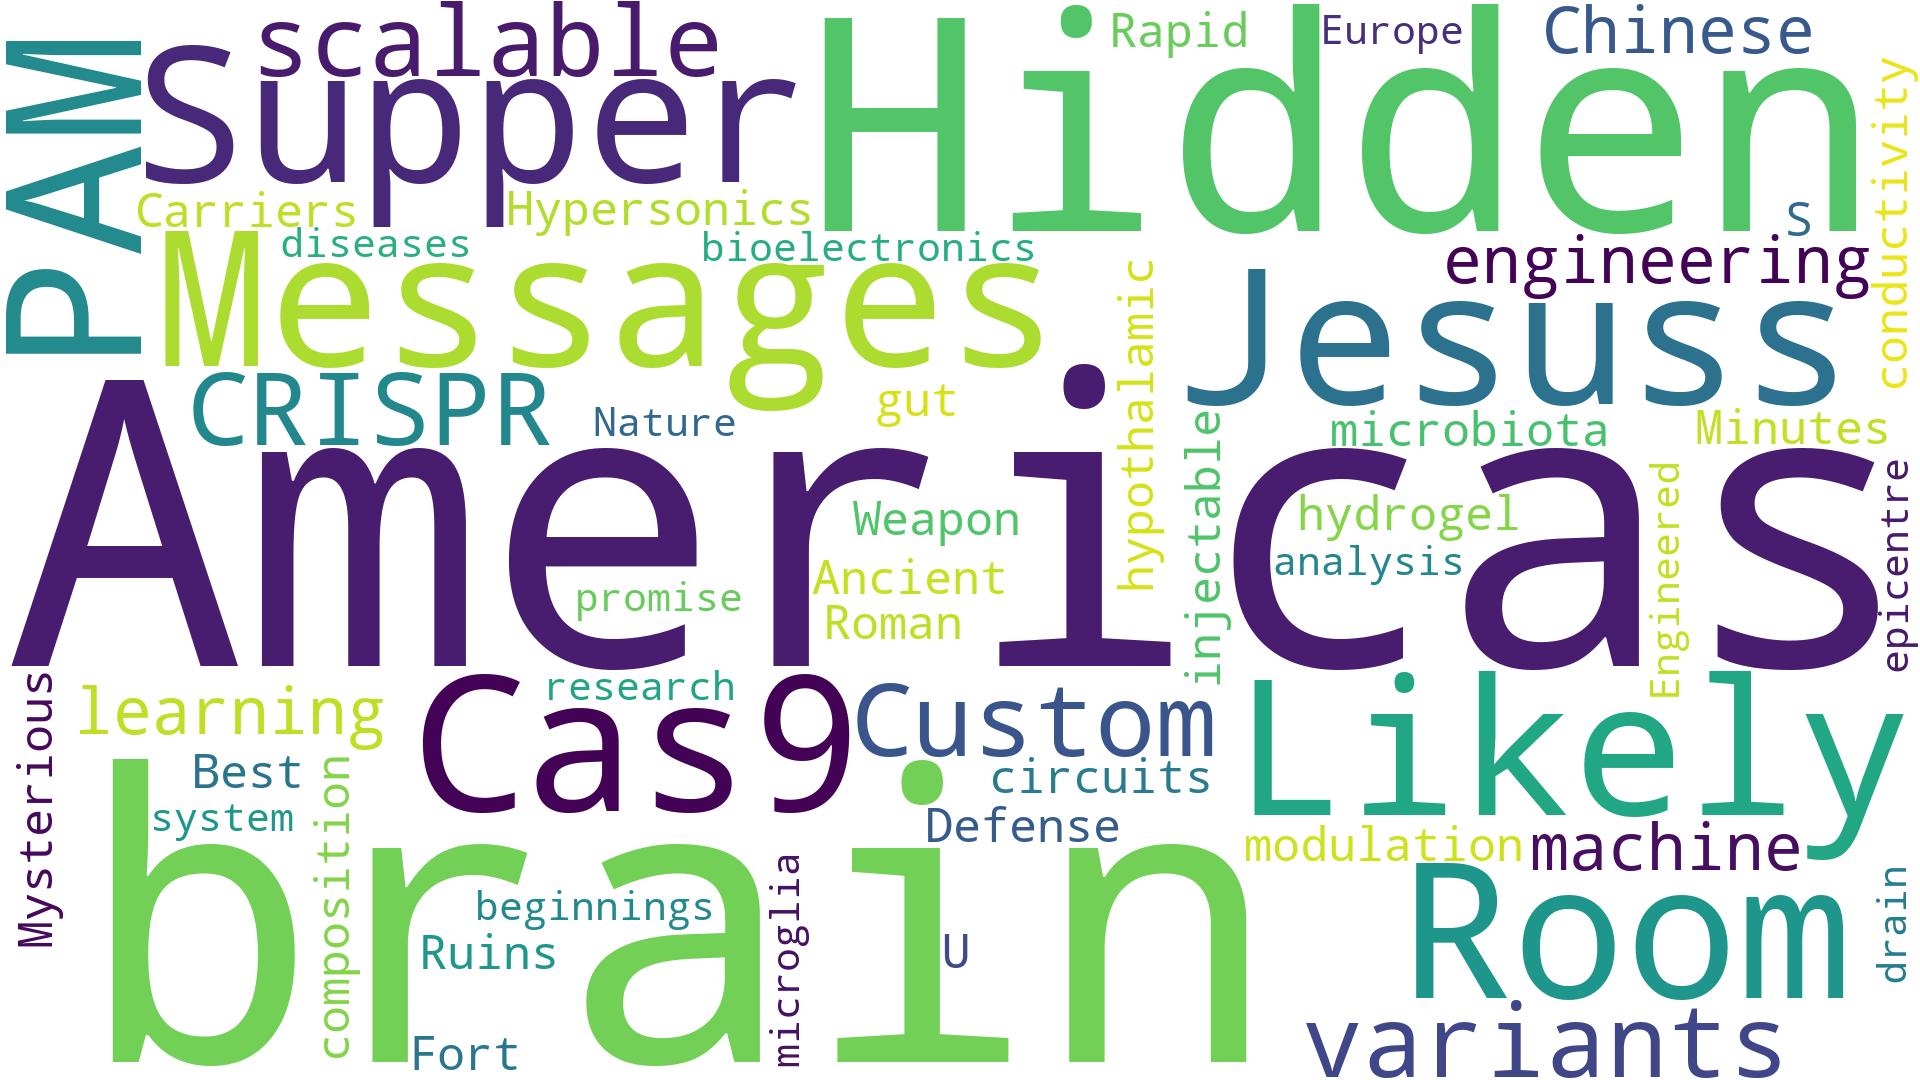 scalable
Rapid
Europe
Chinese
PAM
Supper
Hidden
conductivity
Carriers
Hypersonics
S
diseases
bioelectronics
engineering
Messages
Jesuss
hypothalamic
CRISPR
Nature
gut
injectable
microbiota
Minutes
Americas
Weapon
hydrogel
Engineered
epicentre
analysis
Ancient
promise
Roman
Mysterious
learning
research
Cas9
Custom
Likely
Best
circuits
composition
system
Defense
modulation
machine
brain
microglia
beginnings
Room
drain
Ruins
U
variants
Fort